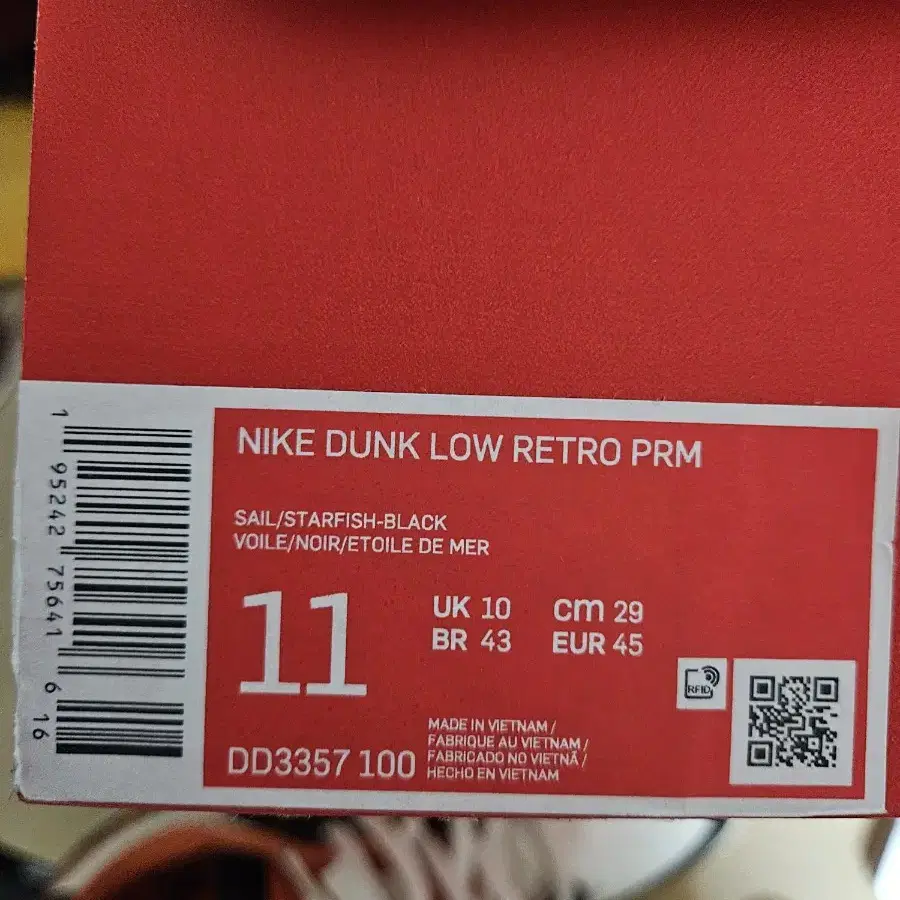 1 95242 75641 6 16
NIKE DUNK LOW RETRO PRM
SAIL/STARFISH-BLACK
VOILE/NOIR/ETOILE DE MER
11
UK 10 cm 29
BR 43 EUR 45
RFID
DD3357 100
MADE IN VIETNAM /
FABRIQUE AU VIETNAM /
FABRICADO NO VIETNÃ /
HECHO EN VIETNAM